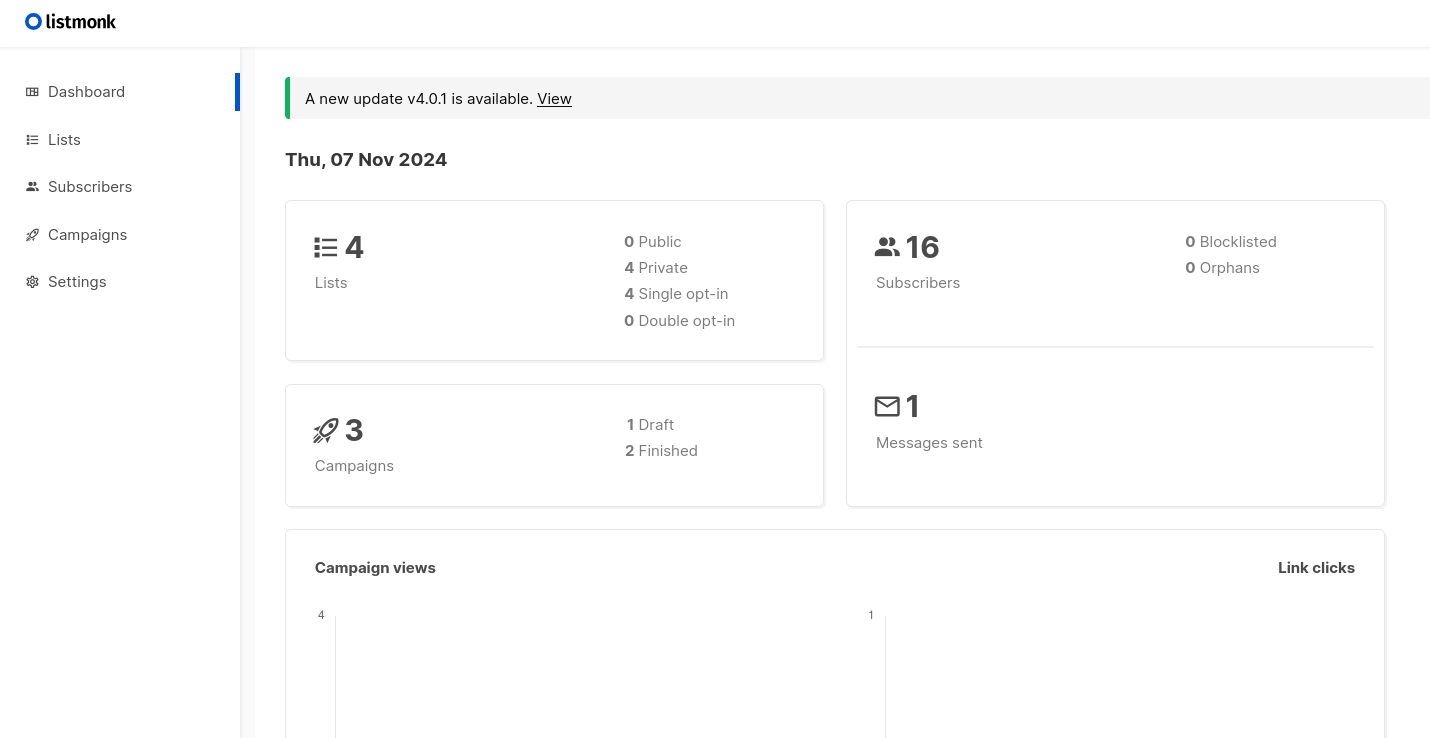 listmonk
Dashboard
Lists
Subscribers
Campaigns
Settings
A new update v4.0.1 is available. View
Thu, 07 Nov 2024
4
Lists
0 Public
4 Private
4 Single opt-in
0 Double opt-in
16
Subscribers
0 Blocklisted
0 Orphans
3
Campaigns
1 Draft
2 Finished
1
Messages sent
Campaign views
Link clicks
4
1